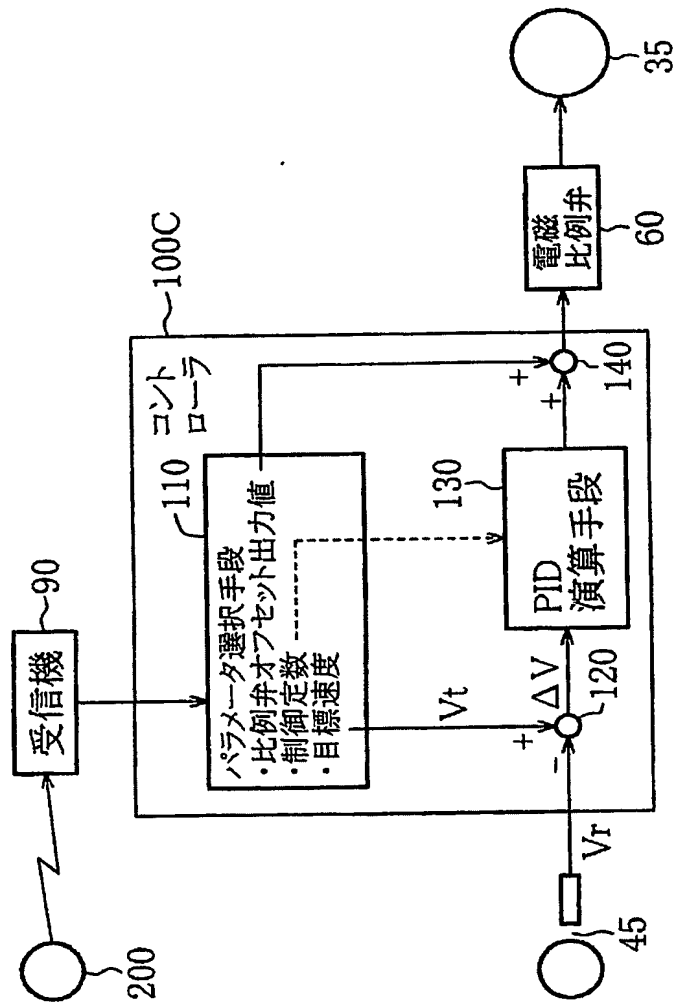 200
90
受信機
100C
コント
ローラ
110
パラメータ選択手段
・比例弁オフセット出力値
・制御定数
・目標速度
Vt
+
-
ΔV
120
130
PID
演算手段
+
+
140
Vr
45
電磁
比例弁
60
35